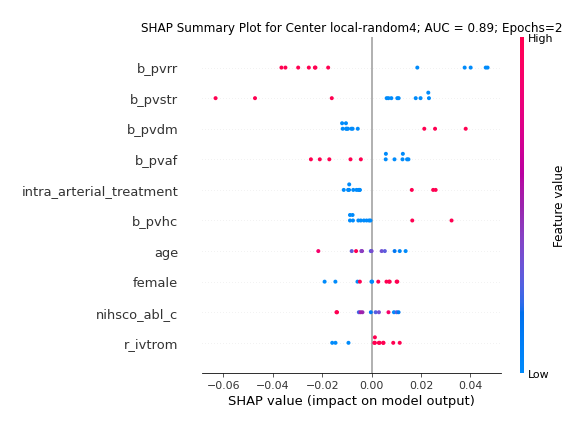 SHAP Summary Plot for Center local-random4; AUC = 0.89; Epochs=2
High
b_pvrr
b_pvstr
b_pvdm
b_pvaf
intra_arterial_treatment
b_pvhc
age
female
nihsco_abl_c
r_ivtrom
Feature value
Low
−0.06 −0.04 −0.02 0.00 0.02 0.04
SHAP value (impact on model output)